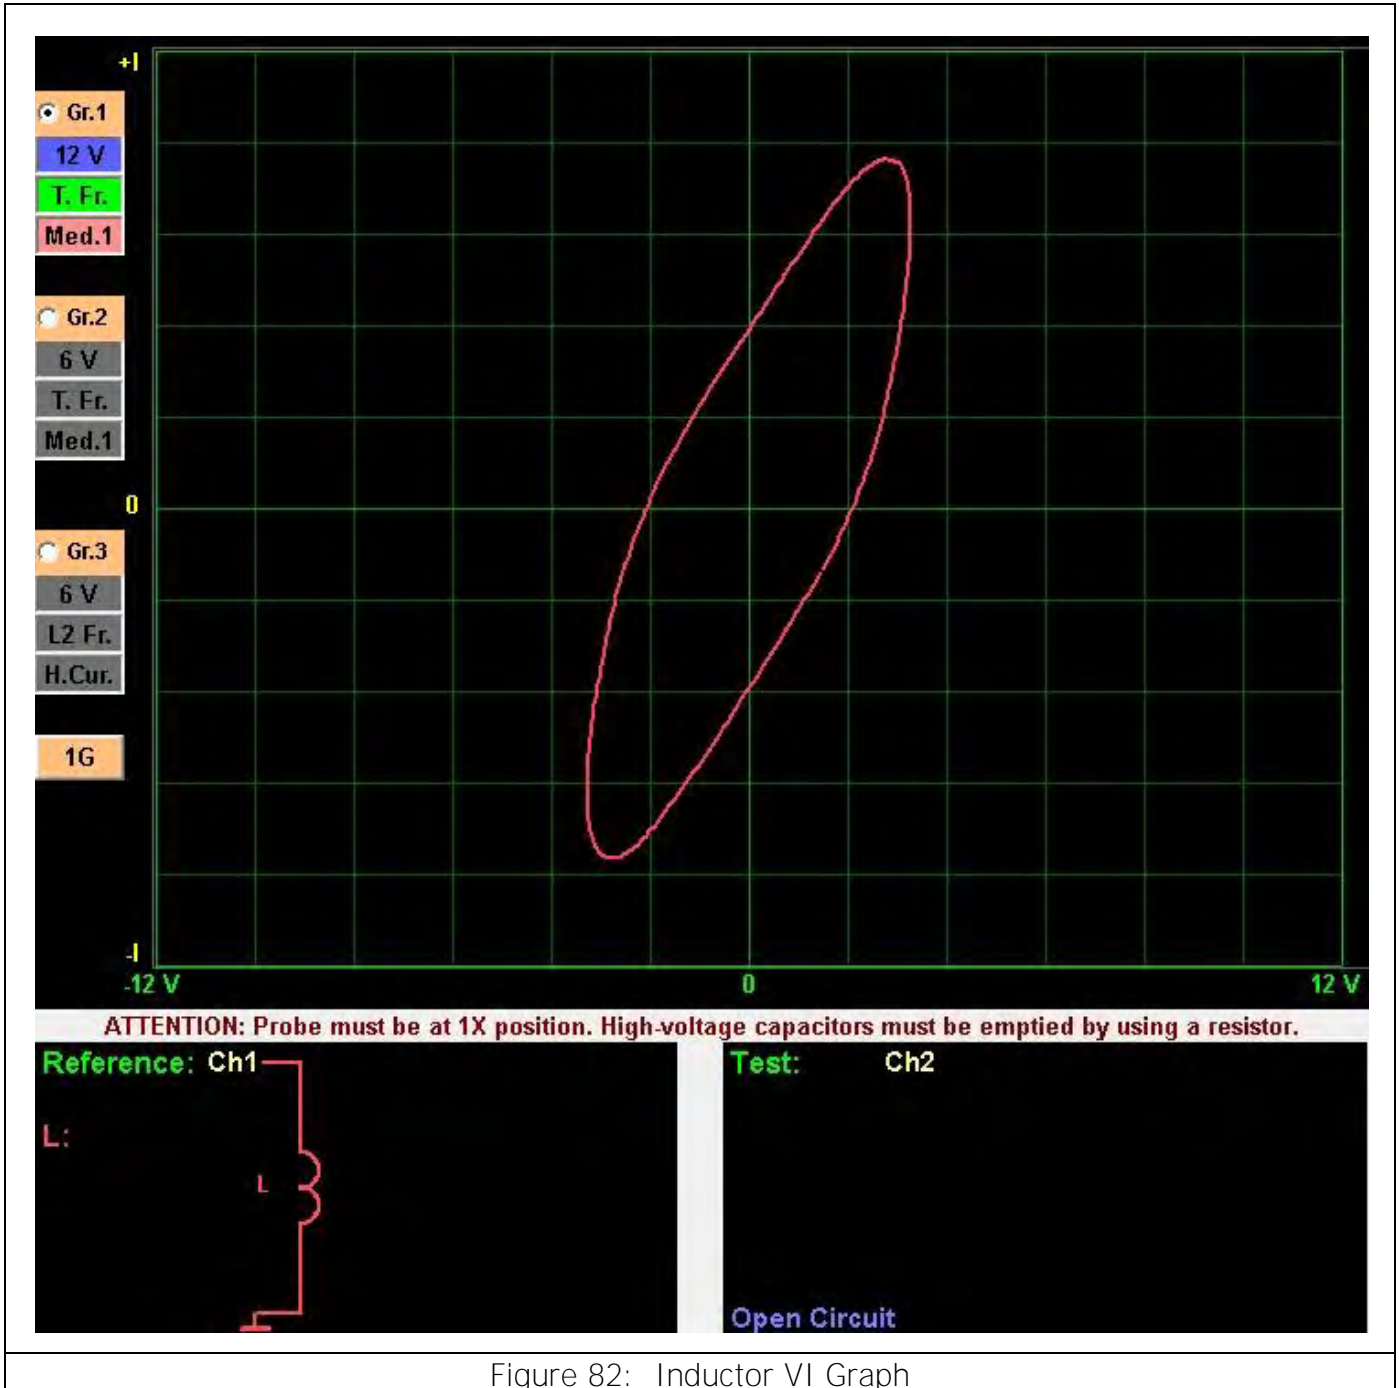 +I
Gr.1
12 V
T. Fr.
Med.1
Gr.2
6 V
T. Fr.
Med.1
0
Gr.3
6 V
L2 Fr.
H.Cur.
1G
-I
-12 V 0 12 V
ATTENTION: Probe must be at 1X position. High-voltage capacitors must be emptied by using a resistor.
Reference: Ch1
L:
L
Test: Ch2
Open Circuit
Figure 82: Inductor VI Graph